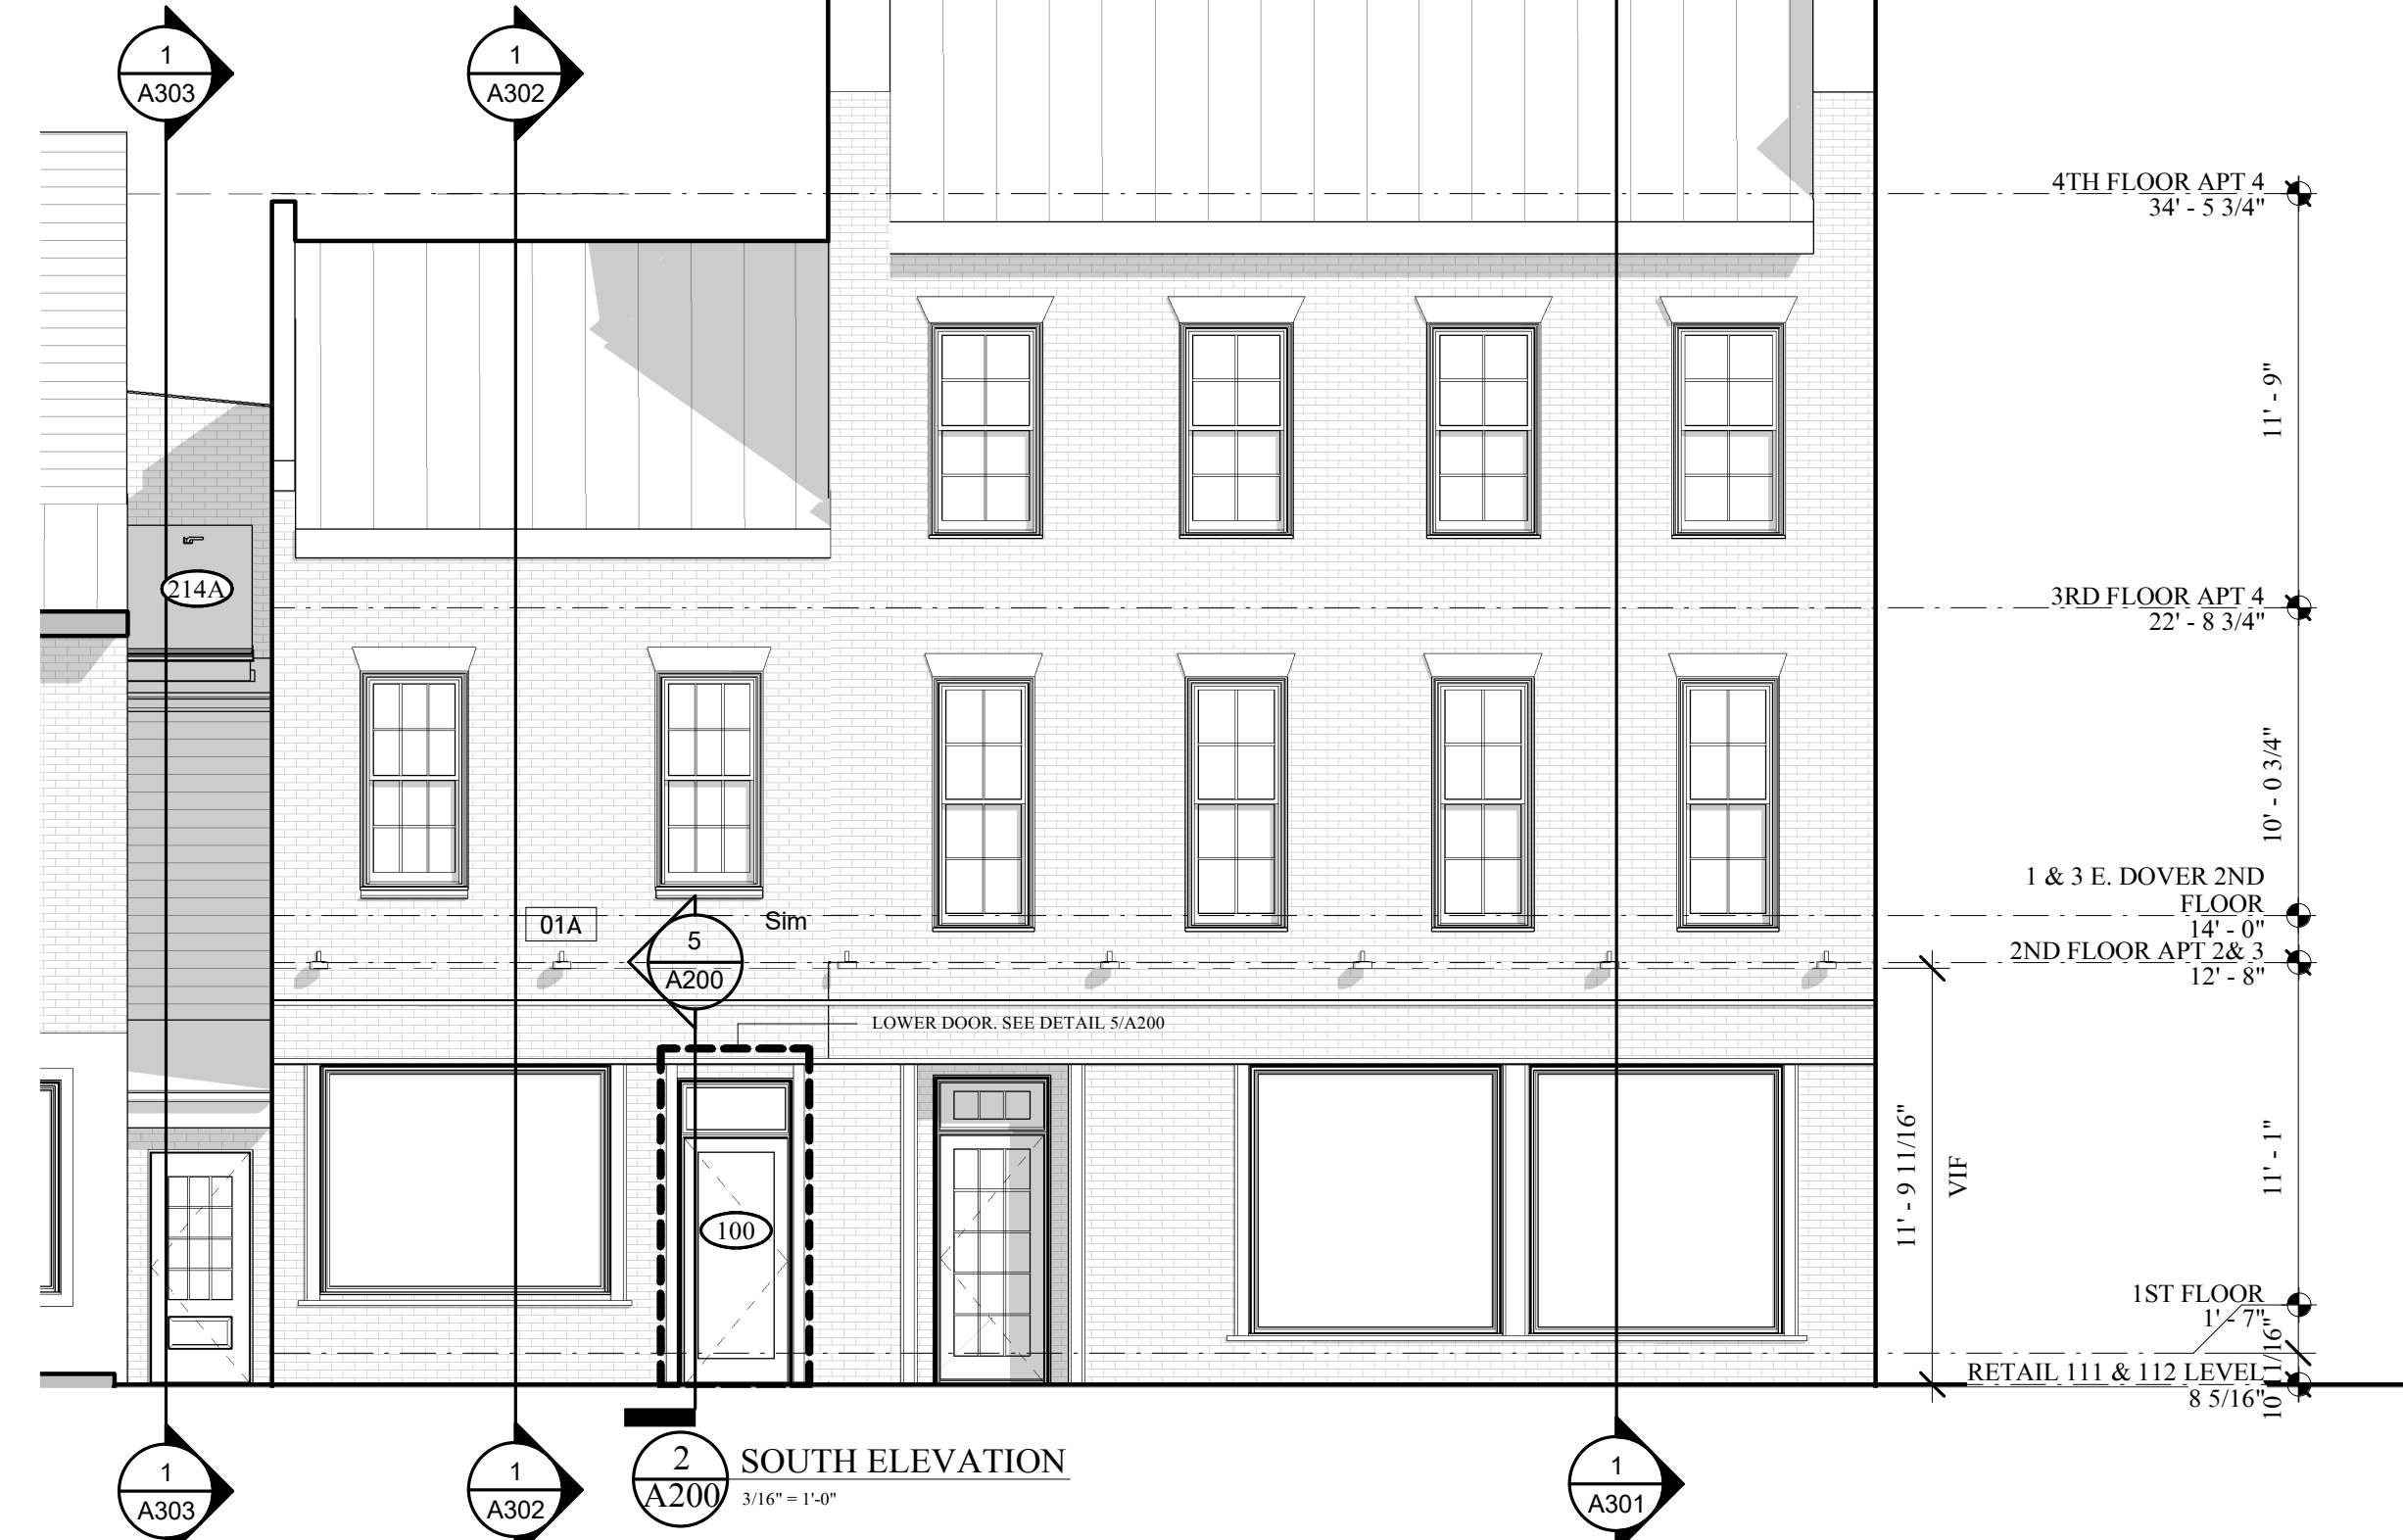 1
A303
1
A302
4TH FLOOR APT 4
34' - 5 3/4"
11' - 9"
214A
3RD FLOOR APT 4
22' - 8 3/4"
10' - 0 3/4"
1 & 3 E. DOVER 2ND
FLOOR
14' - 0"
01A
Sim
5
A200
2ND FLOOR APT 2& 3
12' - 8"
LOWER DOOR. SEE DETAIL 5/A200
11' - 9 11/16"
VIF
11' - 1"
100
1ST FLOOR
1' - 7"
10 11/16"
RETAIL 111 & 112 LEVEL
8 5/16"
1
A303
1
A302
2
A200
SOUTH ELEVATION
3/16" = 1'-0"
1
A301